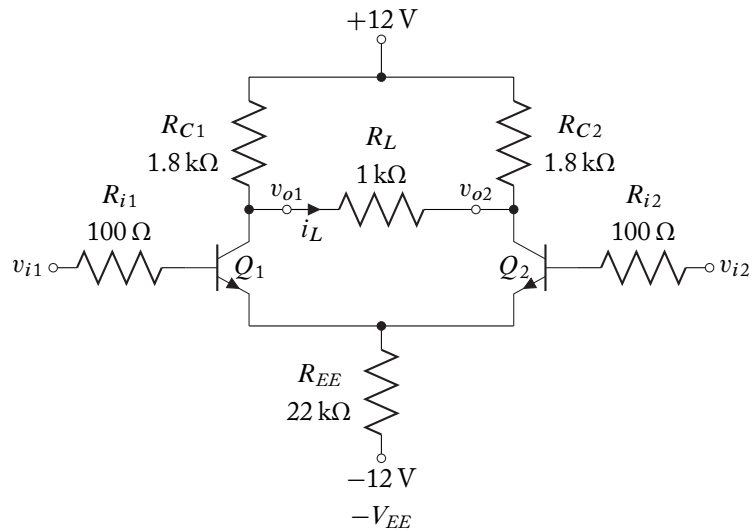 +12 V
R_C1
1.8 kΩ
R_L
1 kΩ
R_C2
1.8 kΩ
R_i1
100 Ω
v_o1
i_L
v_o2
R_i2
100 Ω
v_i1
Q_1
Q_2
v_i2
R_EE
22 kΩ
−12 V
−V_EE